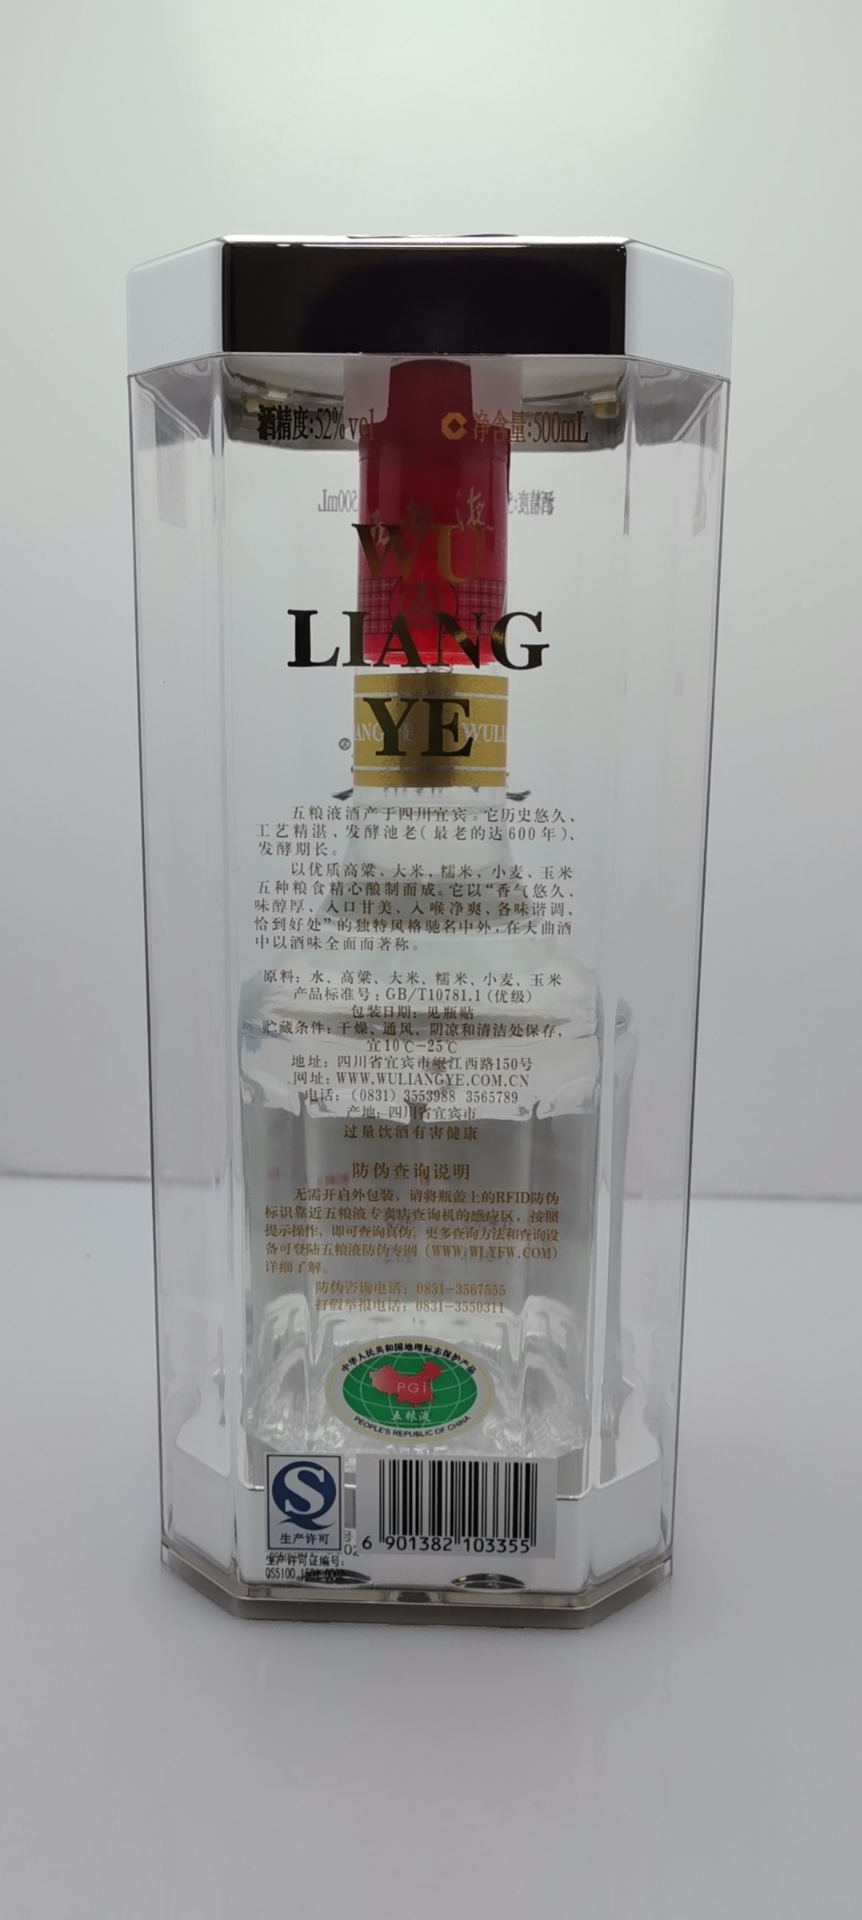 酒精度:52%vol 净含量:500mL
WU
LIANG
YE
五粮液酒产于四川宜宾。它历史悠久、
工艺精湛、发酵池老(最老的达600年)、
发酵期长。
以优质高粱、大米、糯米、小麦、玉米
五种粮食精心酿制而成。它以“香气悠久、
味醇厚、入口甘美、入喉净爽、各味谐调、
恰到好处”的独特风格驰名中外,在大曲酒
中以酒味全面而著称。
原料: 水、高粱、大米、糯米、小麦、玉米
产品标准号: GB/T10781.1 (优级)
包装日期: 见瓶贴
贮藏条件: 干燥、通风、阴凉和清洁处保存,
宜10℃-25℃
地址: 四川省宜宾市岷江西路150号
网址: WWW.WULIANGYE.COM.CN
电话: (0831) 3553988 3565789
产地: 四川省宜宾市
过量饮酒有害健康
防伪查询说明
无需开启外包装, 请将瓶盖上的RFID防伪
标识靠近五粮液专卖店查询机的感应区, 按照
提示操作, 即可查询真伪。更多查询方法和查询设
备可登陆五粮液防伪专网 (WWW.WLYFW.COM)
详细了解。
防伪咨询电话: 0831-3567555
打假举报电话: 0831-3550311
中华人民共和国地理标志保护产品
PGI
五粮液
PEOPLE'S REPUBLIC OF CHINA
生产许可
6 901382 103355
生产许可证编号:
QS5100